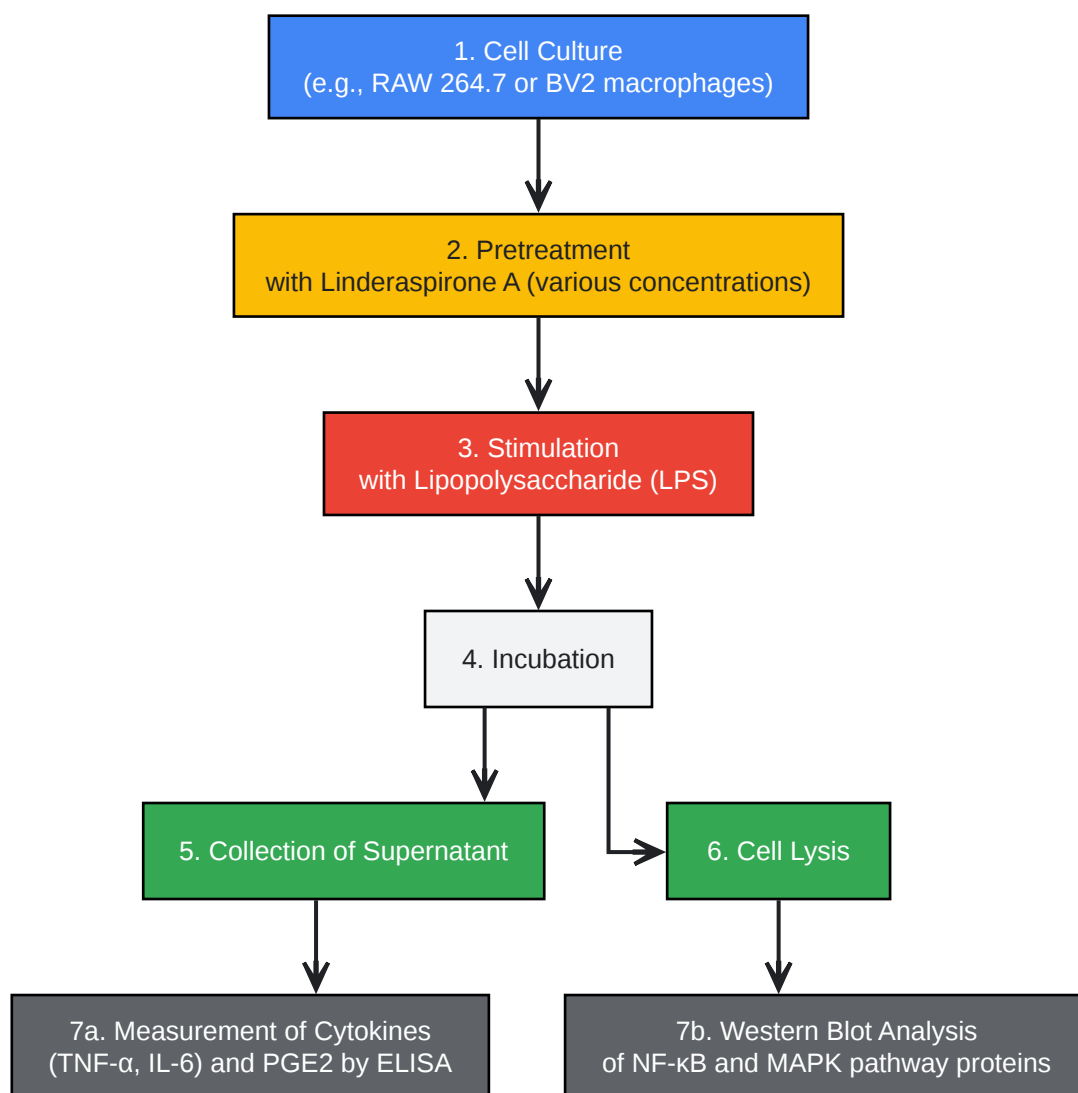 1. Cell Culture
(e.g., RAW 264.7 or BV2 macrophages)
2. Pretreatment
with Linderaspirone A (various concentrations)
3. Stimulation
with Lipopolysaccharide (LPS)
4. Incubation
5. Collection of Supernatant
6. Cell Lysis
7a. Measurement of Cytokines
(TNF-α, IL-6) and PGE2 by ELISA
7b. Western Blot Analysis
of NF-κB and MAPK pathway proteins